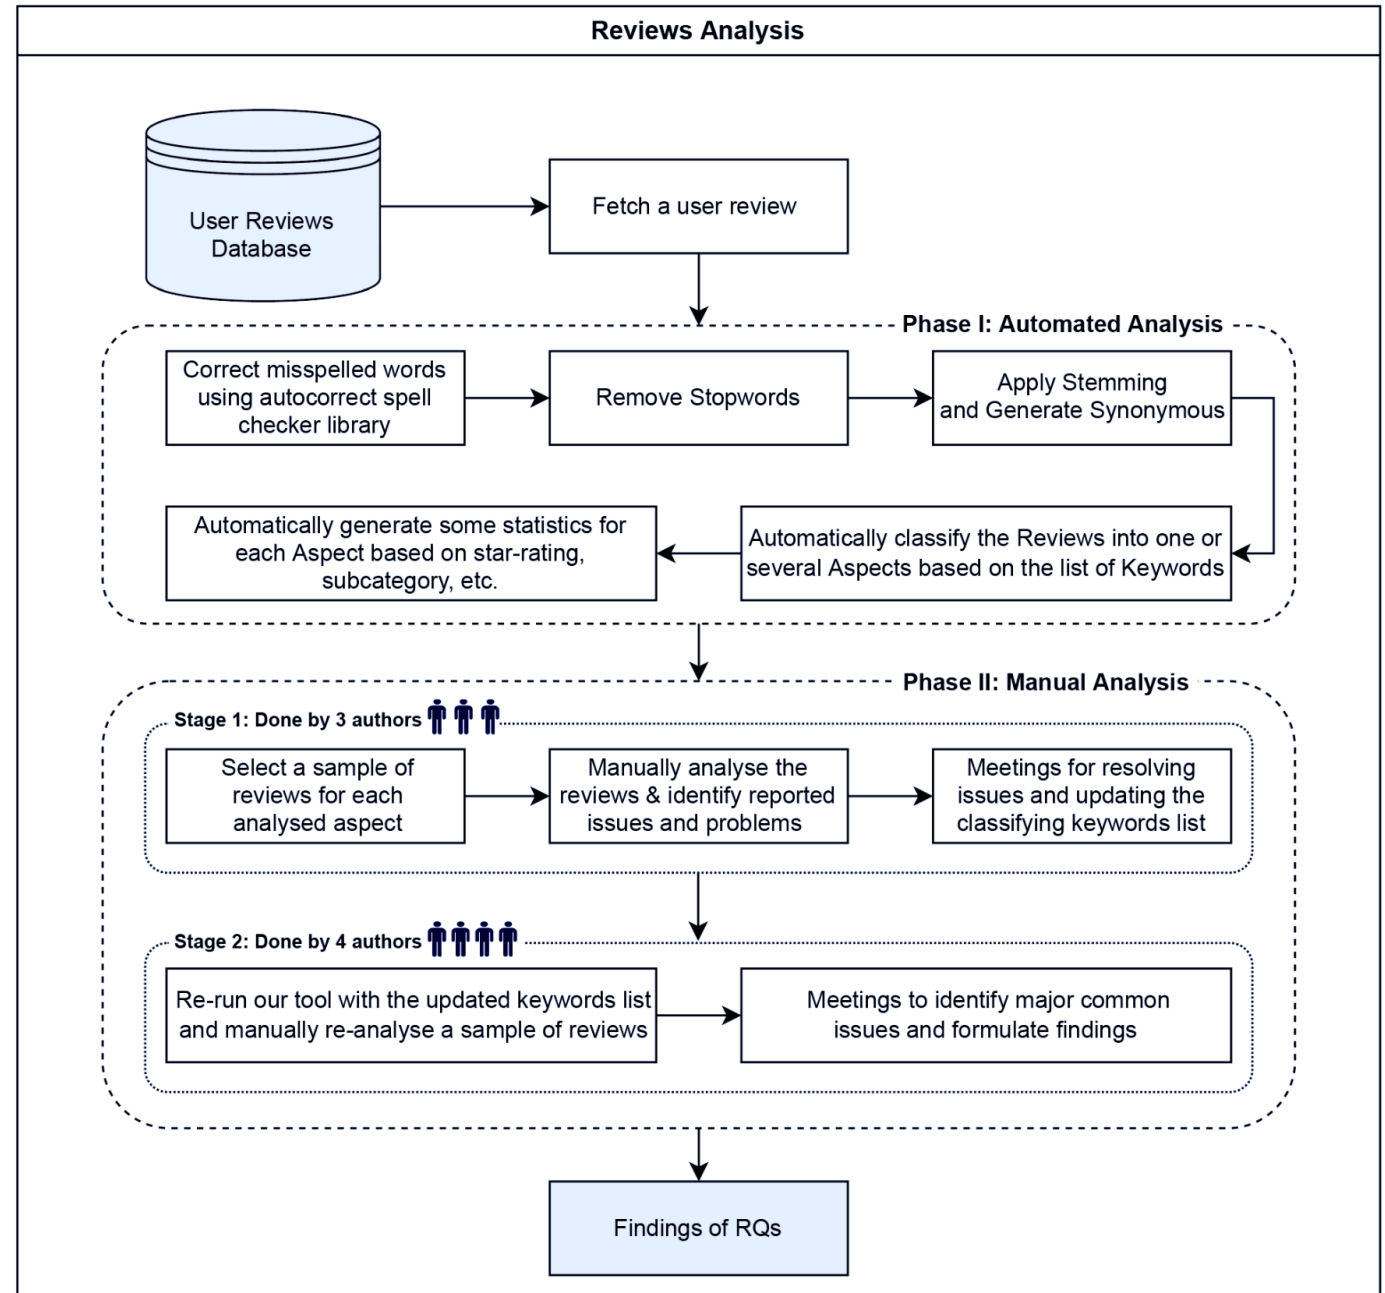 Reviews Analysis
User Reviews
Database
Fetch a user review
Phase I: Automated Analysis
Correct misspelled words
using autocorrect spell
checker library
Remove Stopwords
Apply Stemming
and Generate Synonymous
Automatically classify the Reviews into one or
several Aspects based on the list of Keywords
Automatically generate some statistics for
each Aspect based on star-rating,
subcategory, etc.
Phase II: Manual Analysis
Stage 1: Done by 3 authors
Select a sample of
reviews for each
analysed aspect
Manually analyse the
reviews & identify reported
issues and problems
Meetings for resolving
issues and updating the
classifying keywords list
Stage 2: Done by 4 authors
Re-run our tool with the updated keywords list
and manually re-analyse a sample of reviews
Meetings to identify major common
issues and formulate findings
Findings of RQs